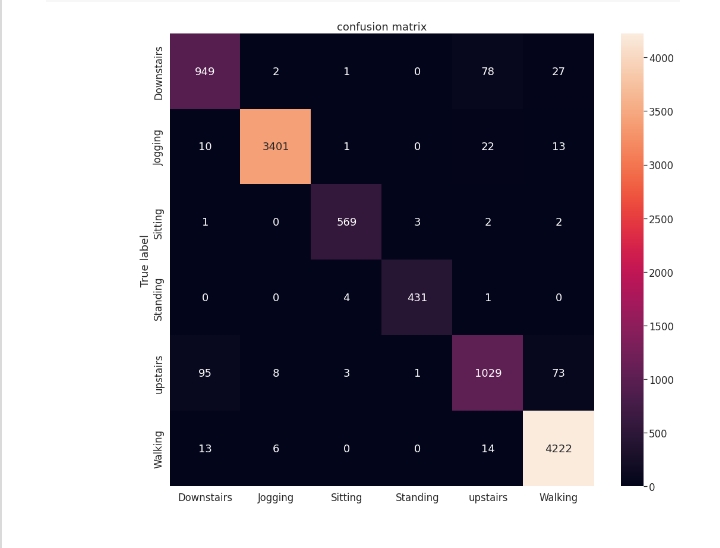 confusion matrix
Downstairs 949 2 1 0 78 27
Jogging 10 3401 1 0 22 13
Sitting 1 0 569 3 2 2
Standing 0 0 4 431 1 0
upstairs 95 8 3 1 1029 73
Walking 13 6 0 0 14 4222
True label
Downstairs Jogging Sitting Standing upstairs Walking
4000
3500
3000
2500
2000
1500
1000
500
0